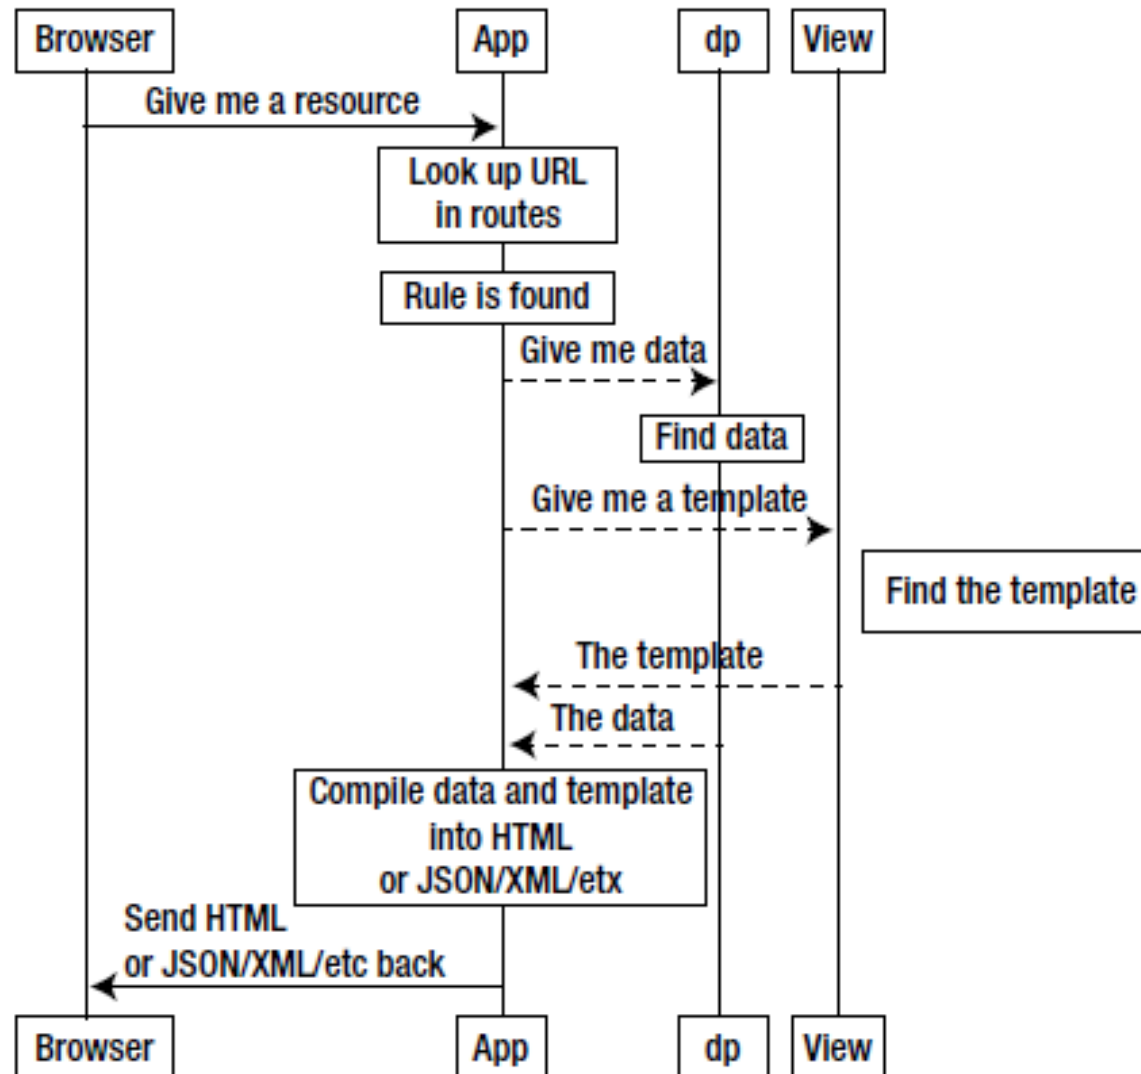 Browser
App
dp
View
Give me a resource
Look up URL
in routes
Rule is found
Give me data
Find data
Give me a template
Find the template
The template
The data
Compile data and template
into HTML
or JSON/XML/etx
Send HTML
or JSON/XML/etc back
Browser
App
dp
View